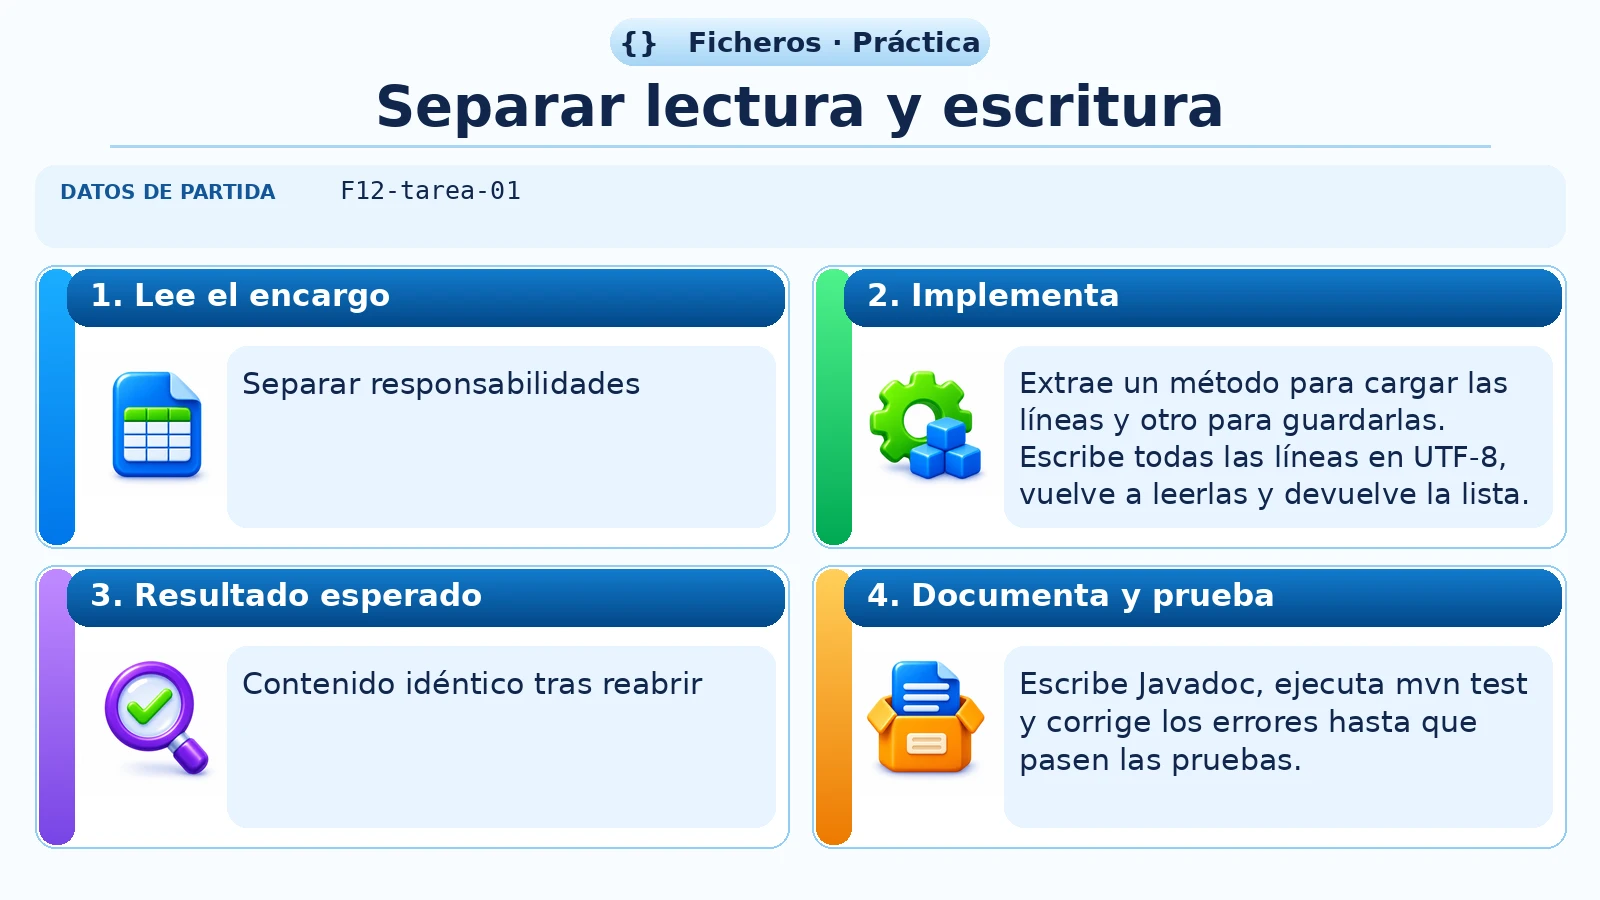 {} Ficheros · Práctica
Separar lectura y escritura
DATOS DE PARTIDA F12-tarea-01
1. Lee el encargo
Separar responsabilidades
2. Implementa
Extrae un método para cargar las
líneas y otro para guardarlas.
Escribe todas las líneas en UTF-8,
vuelve a leerlas y devuelve la lista.
3. Resultado esperado
Contenido idéntico tras reabrir
4. Documenta y prueba
Escribe Javadoc, ejecuta mvn test
y corrige los errores hasta que
pasen las pruebas.